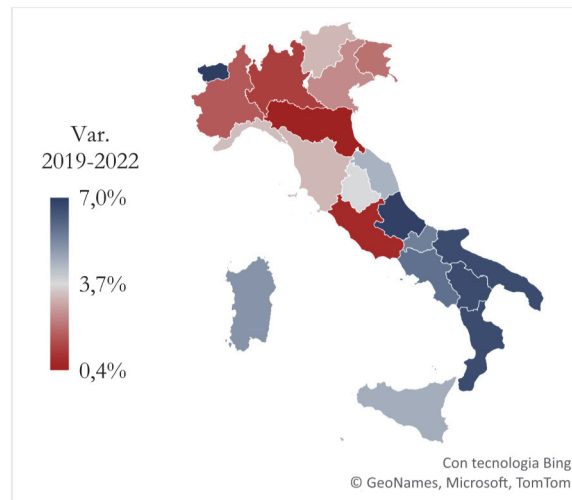 Var.
2019-2022
7,0%
3,7%
0,4%
Con tecnologia Bing
© GeoNames, Microsoft, TomTom